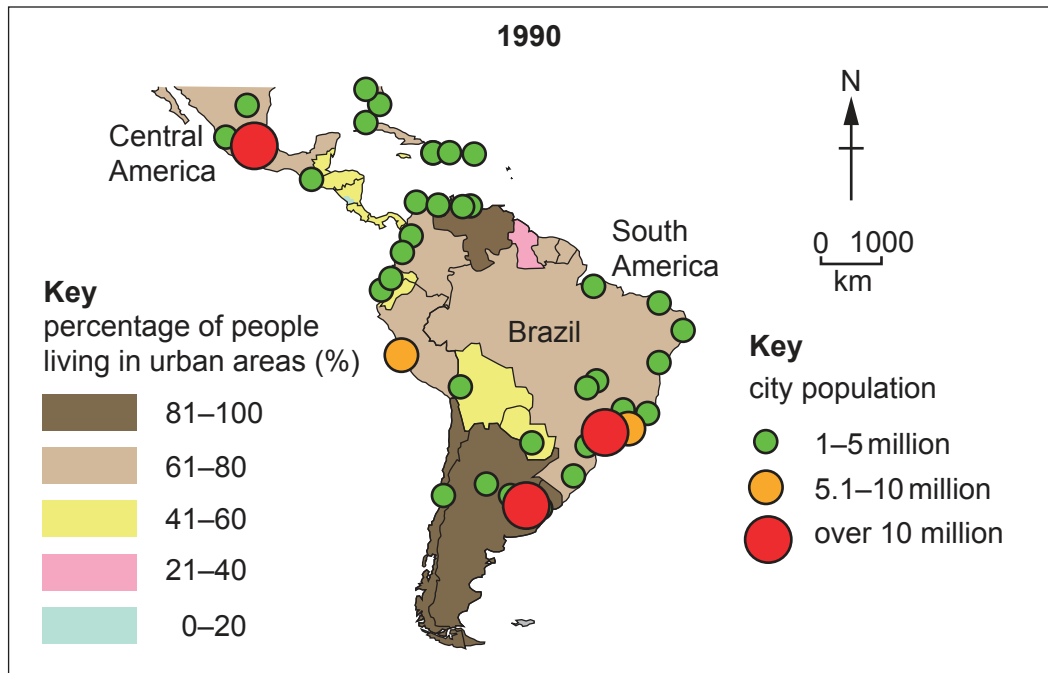 1990
N
Central
America
0 1000
km
South
America
Brazil
Key
percentage of people
living in urban areas (%)
81–100
61–80
41–60
21–40
0–20
Key
city population
1–5 million
5.1–10 million
over 10 million